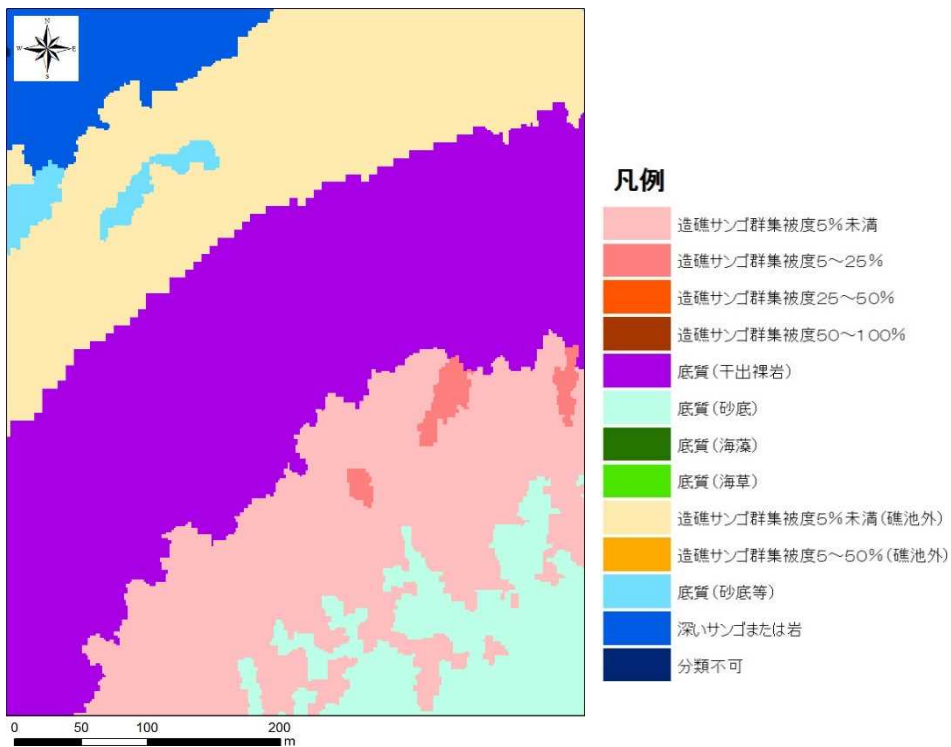 N
W E
S
凡例
造礁サンゴ群集被度5%未満
造礁サンゴ群集被度5～25%
造礁サンゴ群集被度25～50%
造礁サンゴ群集被度50～100%
底質(干出裸岩)
底質(砂底)
底質(海藻)
底質(海草)
造礁サンゴ群集被度5%未満(礁池外)
造礁サンゴ群集被度5～50%(礁池外)
底質(砂底等)
深いサンゴまたは岩
分類不可
0 50 100 200
m